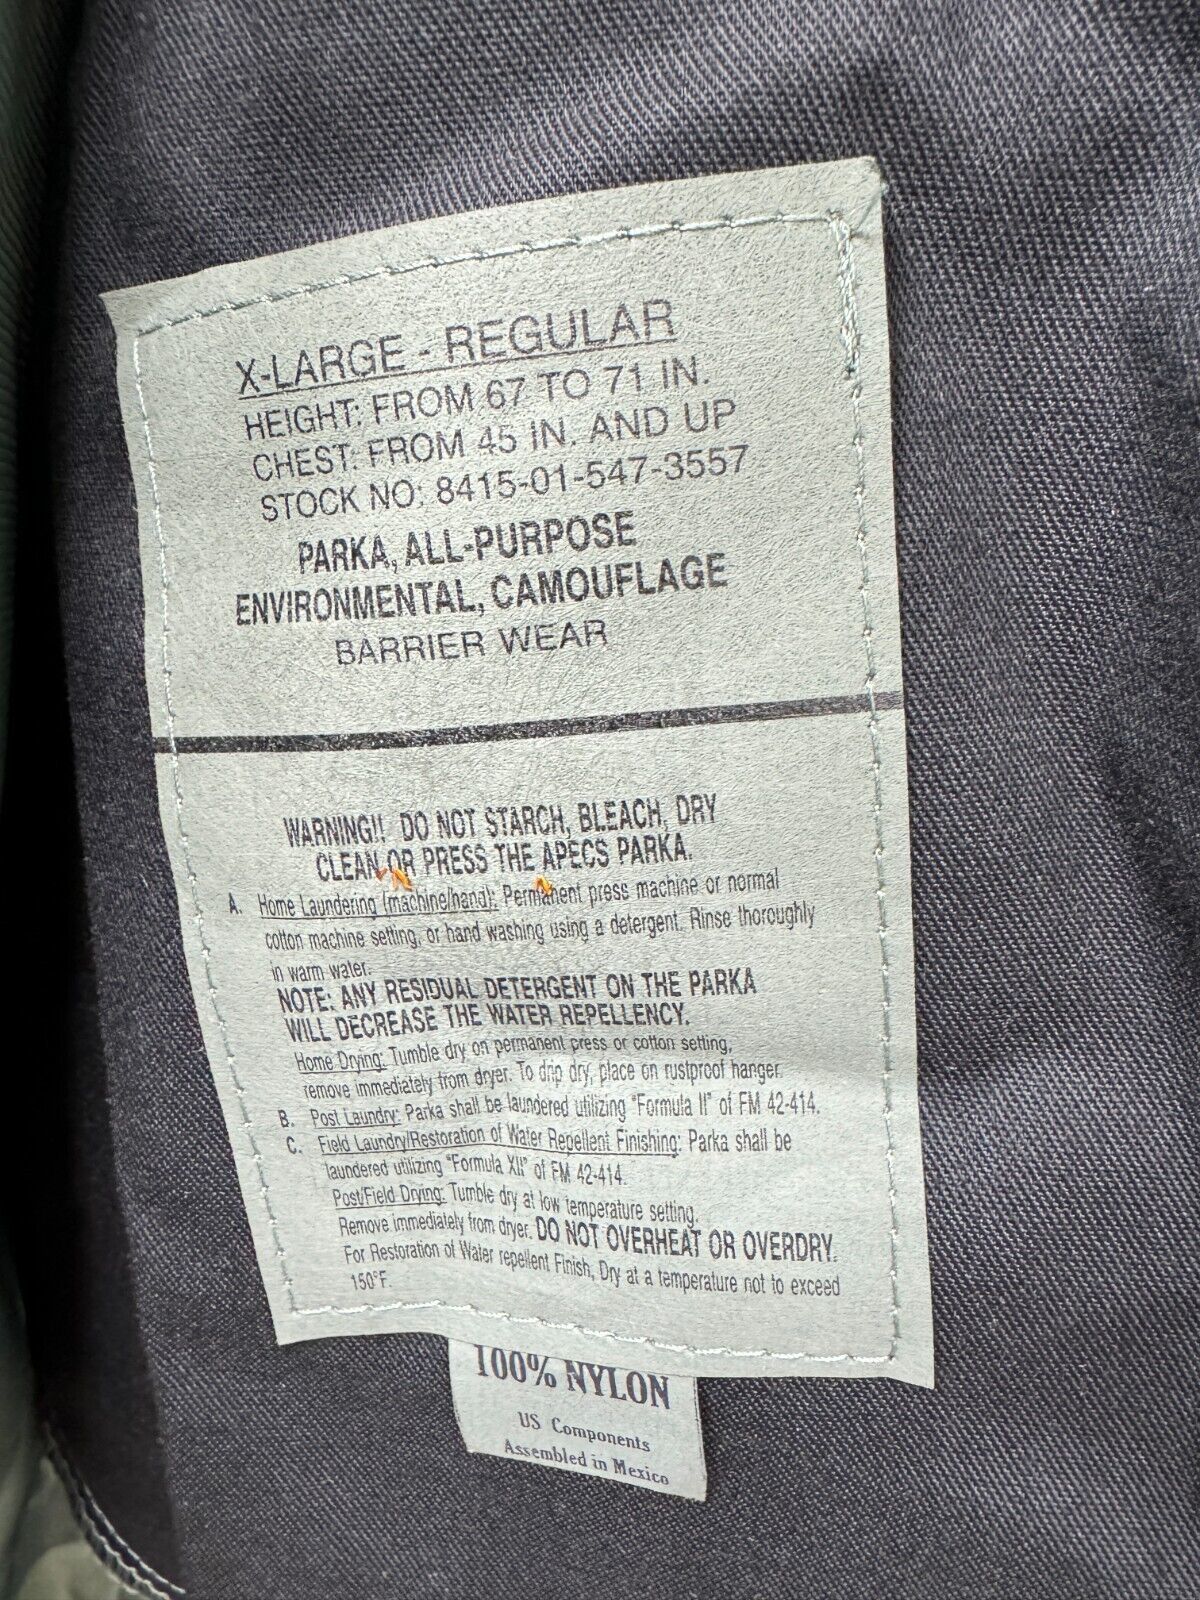 X-LARGE - REGULAR
HEIGHT: FROM 67 TO 71 IN.
CHEST: FROM 45 IN. AND UP
STOCK NO: 8415-01-547-3557
PARKA, ALL-PURPOSE
ENVIRONMENTAL, CAMOUFLAGE
BARRIER WEAR
WARNING!! DO NOT STARCH, BLEACH, DRY
CLEAN OR PRESS THE APECS PARKA.
A. Home Laundering (machine/hand): Permanent press machine or normal
cotton machine setting, or hand washing using a detergent. Rinse thoroughly
in warm water.
NOTE: ANY RESIDUAL DETERGENT ON THE PARKA
WILL DECREASE THE WATER REPELLENCY.
Home Drying: Tumble dry on permanent press or cotton setting,
remove immediately from dryer. To drip dry, place on rustproof hanger.
B. Post Laundry: Parka shall be laundered utilizing "Formula II" of FM 42-414.
C. Field Laundry/Restoration of Water Repellent Finishing: Parka shall be
laundered utilizing "Formula XII" of FM 42-414.
Post/Field Drying: Tumble dry at low temperature setting.
Remove immediately from dryer. DO NOT OVERHEAT OR OVERDRY.
For Restoration of Water repellent Finish, Dry at a temperature not to exceed
150°F.
100% NYLON
US Components
Assembled in Mexico